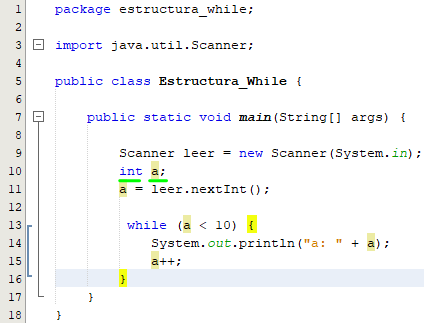 1 package estructura_while;
2
3 import java.util.Scanner;
4
5 public class Estructura_While {
6
7 public static void main(String[] args) {
8
9 Scanner leer = new Scanner(System.in);
10 int a;
11 a = leer.nextInt();
12
13 while (a < 10) {
14 System.out.println("a: " + a);
15 a++;
16 }
17 }
18 }